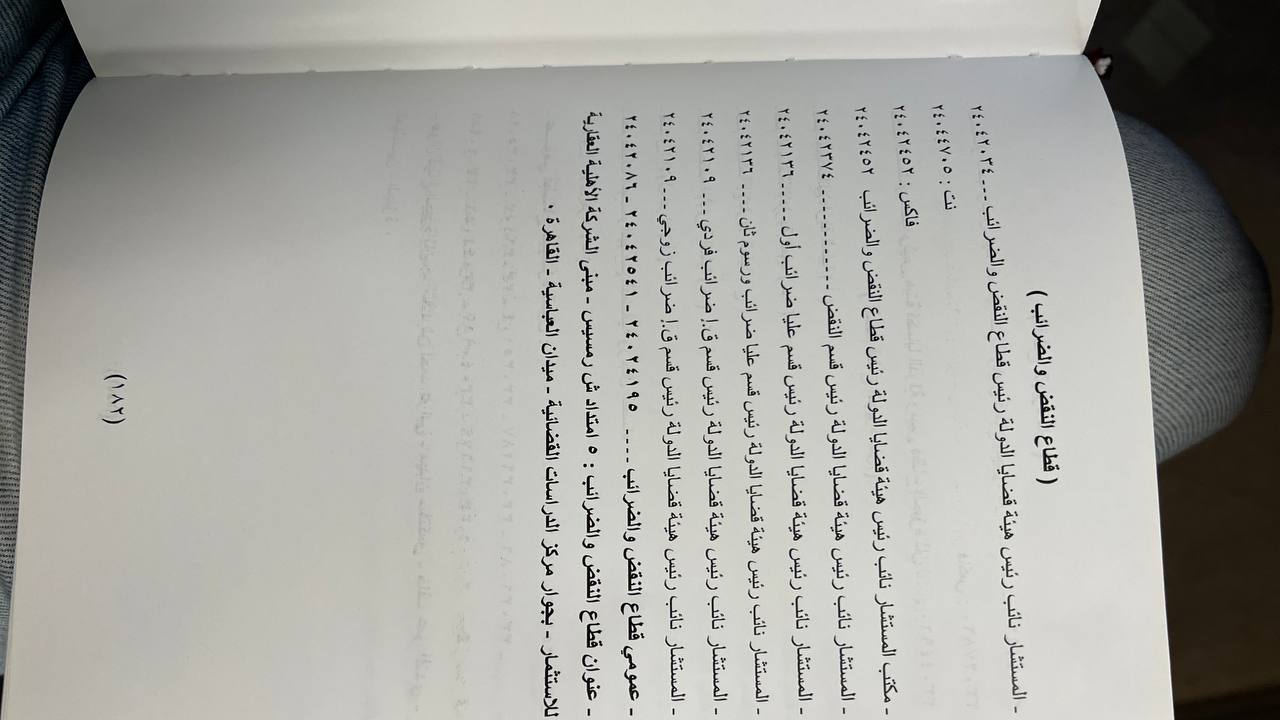 ( قطاع النقض والضرائب )
- المستشار نائب رئيس هيئة قضايا الدولة رئيس قطاع النقض والضرائب --- ٢٤٠٤٢٠٣٤
نت : ٢٤٠٤٤٧٠٥
فاكس : ٢٤٠٤٢٤٥٢
- مكتب المستشار نائب رئيس هيئة قضايا الدولة رئيس قطاع النقض والضرائب ٢٤٠٤٢٤٥٢
- المستشار نائب رئيس هيئة قضايا الدولة رئيس قسم النقض ------------ ٢٤٠٤٢٣٧٤
- المستشار نائب رئيس هيئة قضايا الدولة رئيس قسم عليا ضرائب أول ----- ٢٤٠٤٢١٣٦
- المستشار نائب رئيس هيئة قضايا الدولة رئيس قسم عليا ضرائب ورسوم ثان ---- ٢٤٠٤٢١٣٦
- المستشار نائب رئيس هيئة قضايا الدولة رئيس قسم ق.إ ضرائب فردي --- ٢٤٠٤٢١٠٩
- المستشار نائب رئيس هيئة قضايا الدولة رئيس قسم ق.إ ضرائب زوجي -- ٢٤٠٤٢١٠٩
- عمومي قطاع النقض والضرائب ---- ٢٤٠٢٤١٩٥ - ٢٤٠٤٢٥٤١ - ٢٤٠٤٢٠٨٦
- عنوان قطاع النقض والضرائب : ٥ امتداد ش رمسيس - مبنى الشركة الأهلية العقارية
للاستثمار - بجوار مركز الدراسات القضائية - ميدان العباسية - القاهرة .
(١٨٢)